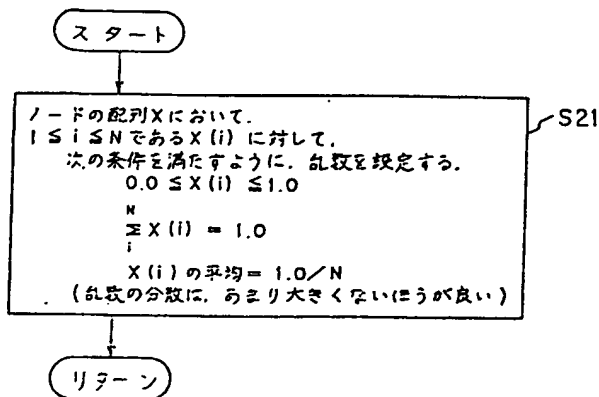 スタート
S21
ノードの配列Xにおいて.
1≦i≦NであるX(i)に対して.
次の条件を満たすように、乱数を設定する.
0.0≦X(i)≦1.0
N
ΣX(i) = 1.0
i
X(i)の平均=1.0/N
(乱数の分散は、あまり大きくないほうが良い)
リターン